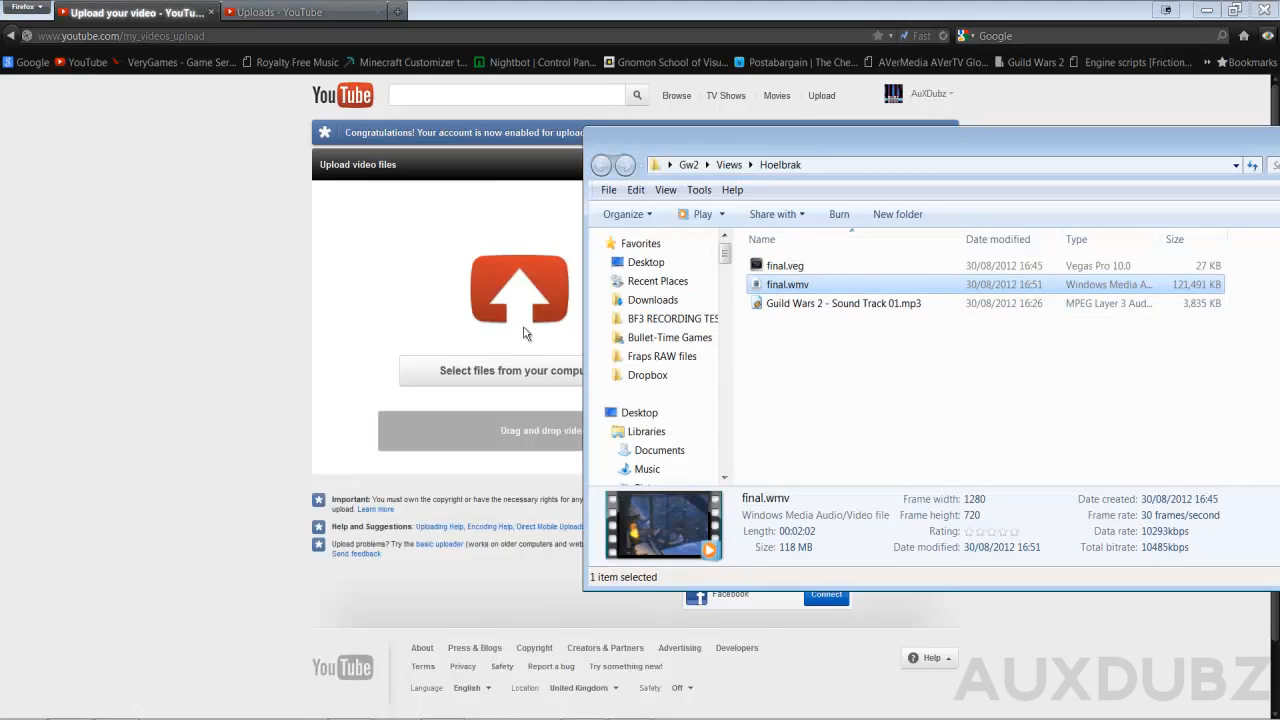 Firefox
Upload your video - YouTu...
Uploads - YouTube
www.youtube.com/my_videos_upload
Fast
Google
Google
YouTube
VeryGames - Game Ser...
Royalty Free Music
Minecraft Customizer t...
Nightbot | Control Pan...
Gnomon School of Visu...
Postabargain | The Che...
AVerMedia AVerTV Glo...
Guild Wars 2
Engine scripts [Friction...
Bookmarks
YouTube
Browse
TV Shows
Movies
Upload
AuXDubz
Congratulations! Your account is now enabled for uploa
Upload video files
Select files from your compu
Drag and drop vide
Important: You must own the copyright or have the necessary rights for any
upload. Learn more
Help and Suggestions: Uploading Help, Encoding Help, Direct Mobile Upload
Upload problems? Try the basic uploader (works on older computers and web
Send feedback
Gw2
Views
Hoelbrak
File Edit View Tools Help
Organize Play Share with Burn New folder
Name Date modified Type Size
final.veg 30/08/2012 16:45 Vegas Pro 10.0 27 KB
final.wmv 30/08/2012 16:51 Windows Media A... 121,491 KB
Guild Wars 2 - Sound Track 01.mp3 30/08/2012 16:26 MPEG Layer 3 Aud... 3,835 KB
Favorites
Desktop
Recent Places
Downloads
BF3 RECORDING TES
Bullet-Time Games
Fraps RAW files
Dropbox
Desktop
Libraries
Documents
Music
final.wmv Frame width: 1280 Date created: 30/08/2012 16:45
Windows Media Audio/Video file Frame height: 720 Frame rate: 30 frames/second
Length: 00:02:02 Rating: Data rate: 10293kbps
Size: 118 MB Date modified: 30/08/2012 16:51 Total bitrate: 10485kbps
1 item selected
Facebook
Connect
YouTube
About Press & Blogs Copyright Creators & Partners Advertising Developers
Terms Privacy Safety Report a bug Try something new!
Language: English Location: United Kingdom Safety: Off
Help
AUXDUBZ